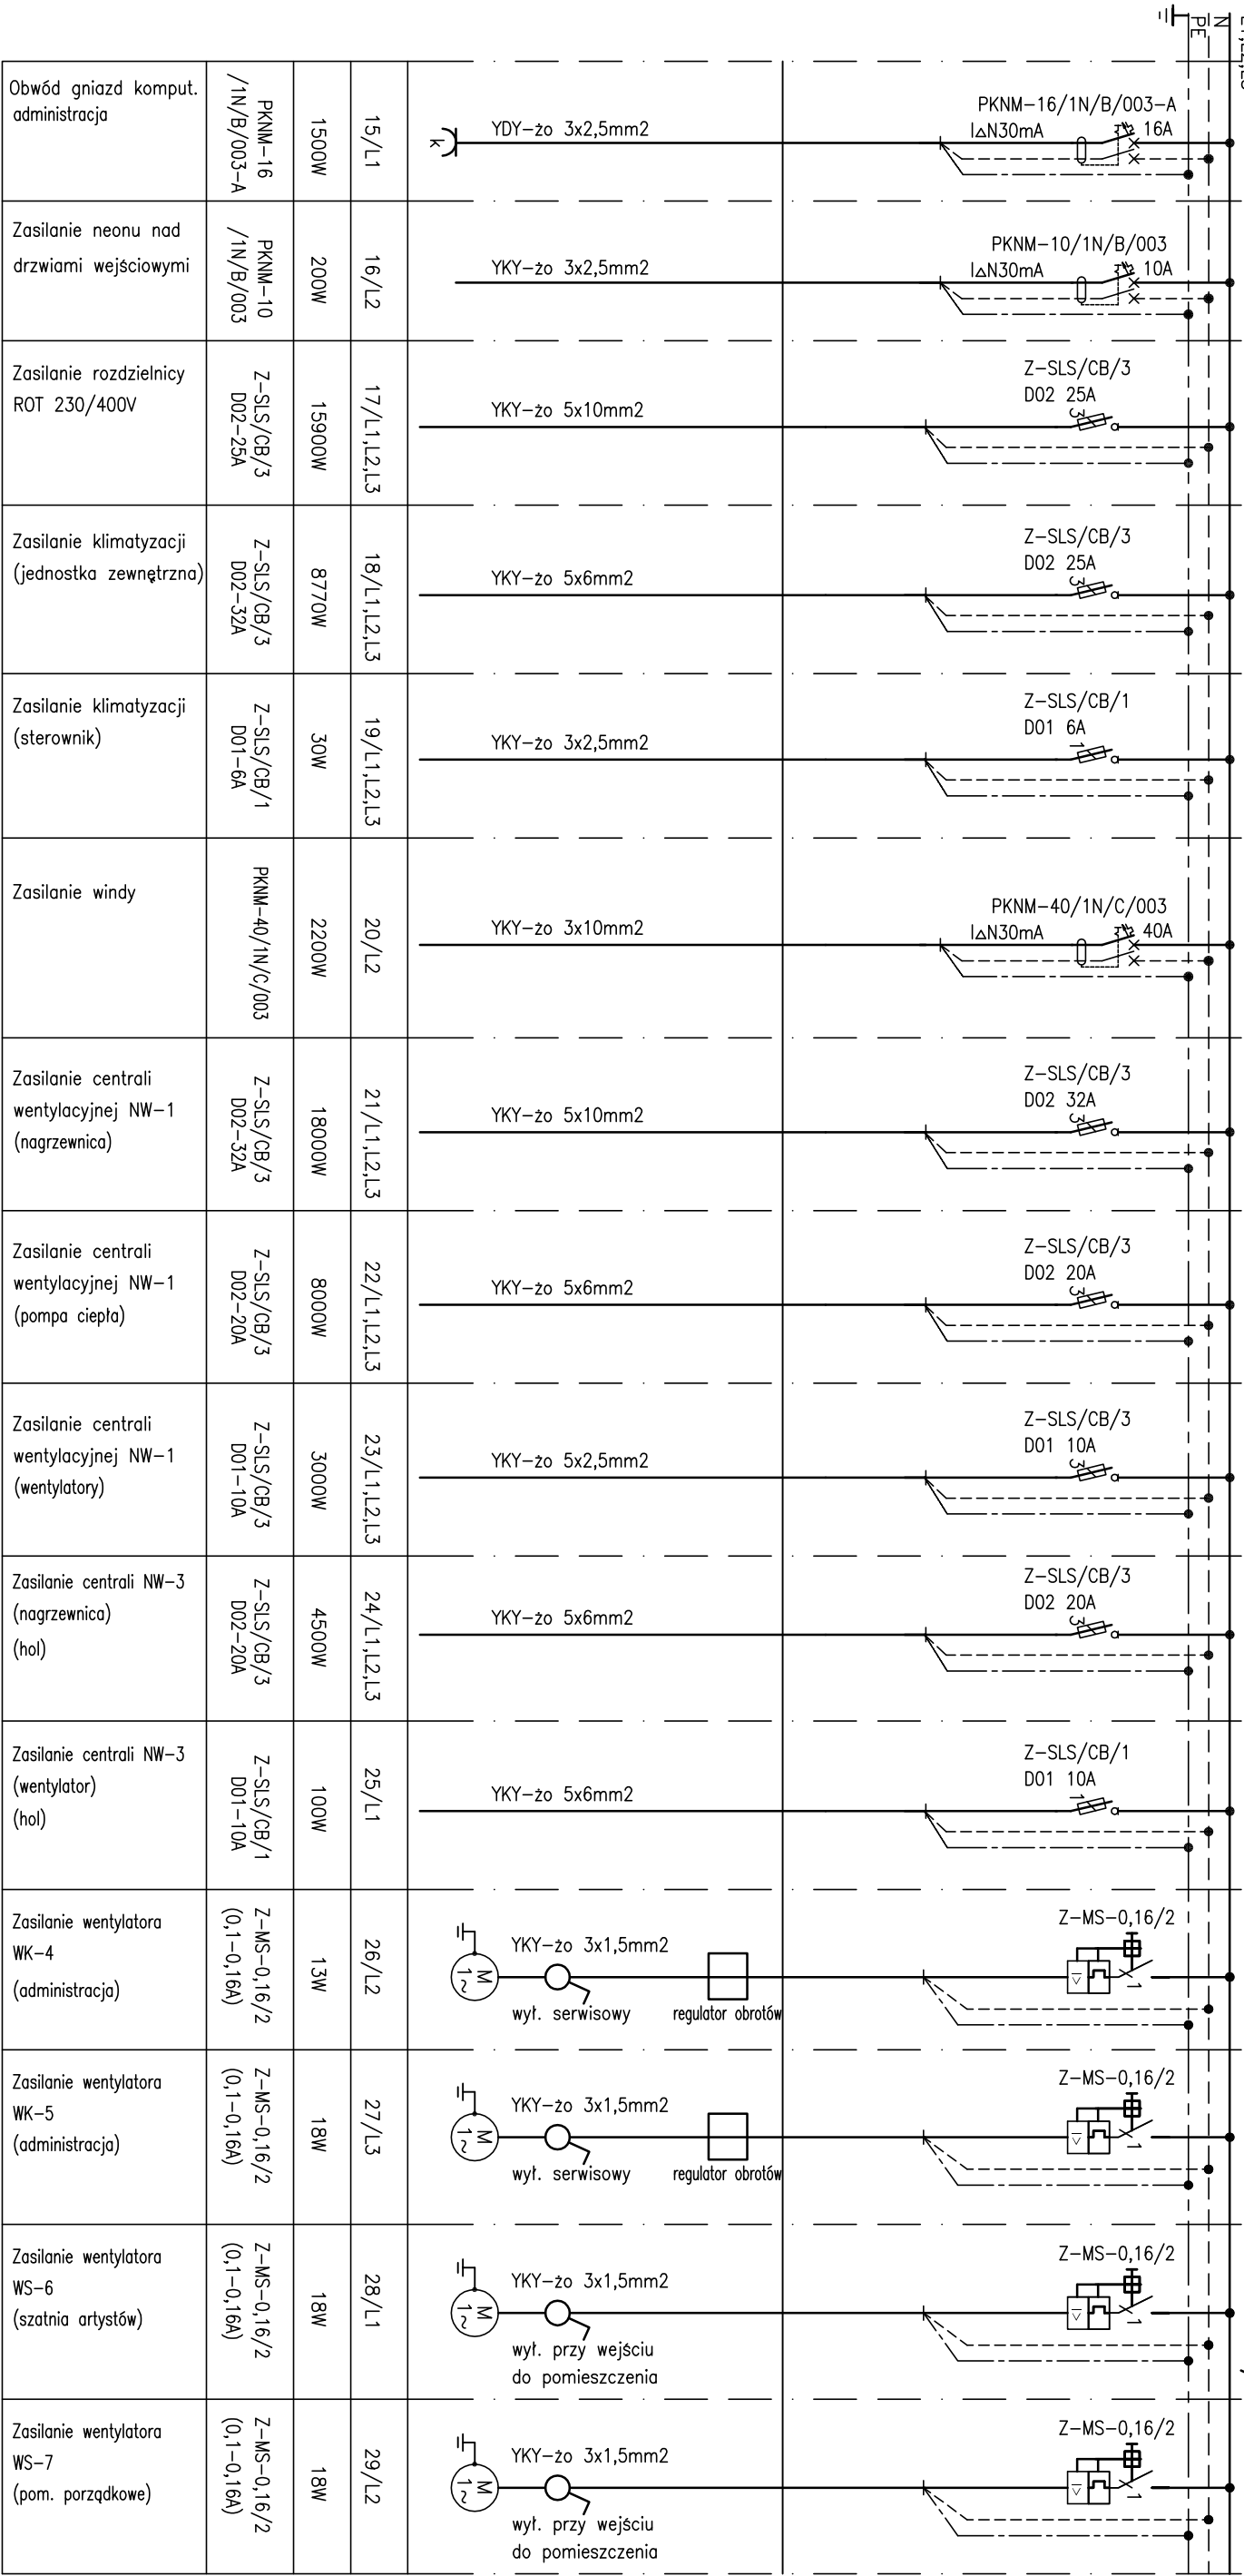 N
PE
Obwód gniazd komput.
administracja
PKNM-16
/1N/B/003-A
1500W
15/L1
k
YDY-żo 3x2,5mm2
PKNM-16/1N/B/003-A
I∆N30mA
16A
Zasilanie neonu nad
drzwiami wejściowymi
PKNM-10
/1N/B/003
200W
16/L2
YKY-żo 3x2,5mm2
PKNM-10/1N/B/003
I∆N30mA
10A
Zasilanie rozdzielnicy
ROT 230/400V
Z-SLS/CB/3
D02-25A
15900W
17/L1,L2,L3
YKY-żo 5x10mm2
Z-SLS/CB/3
D02 25A
3
Zasilanie klimatyzacji
(jednostka zewnętrzna)
Z-SLS/CB/3
D02-32A
8770W
18/L1,L2,L3
YKY-żo 5x6mm2
Z-SLS/CB/3
D02 25A
3
Zasilanie klimatyzacji
(sterownik)
Z-SLS/CB/1
D01-6A
30W
19/L1,L2,L3
YKY-żo 3x2,5mm2
Z-SLS/CB/1
D01 6A
1
Zasilanie windy
PKNM-40/1N/C/003
2200W
20/L2
YKY-żo 3x10mm2
PKNM-40/1N/C/003
I∆N30mA
40A
Zasilanie centrali
wentylacyjnej NW-1
(nagrzewnica)
Z-SLS/CB/3
D02-32A
18000W
21/L1,L2,L3
YKY-żo 5x10mm2
Z-SLS/CB/3
D02 32A
3
Zasilanie centrali
wentylacyjnej NW-1
(pompa ciepła)
Z-SLS/CB/3
D02-20A
8000W
22/L1,L2,L3
YKY-żo 5x6mm2
Z-SLS/CB/3
D02 20A
3
Zasilanie centrali
wentylacyjnej NW-1
(wentylatory)
Z-SLS/CB/3
D01-10A
3000W
23/L1,L2,L3
YKY-żo 5x2,5mm2
Z-SLS/CB/3
D01 10A
3
Zasilanie centrali NW-3
(nagrzewnica)
(hol)
Z-SLS/CB/3
D02-20A
4500W
24/L1,L2,L3
YKY-żo 5x6mm2
Z-SLS/CB/3
D02 20A
3
Zasilanie centrali NW-3
(wentylator)
(hol)
Z-SLS/CB/1
D01-10A
100W
25/L1
YKY-żo 5x6mm2
Z-SLS/CB/1
D01 10A
1
Zasilanie wentylatora
WK-4
(administracja)
Z-MS-0,16/2
(0,1-0,16A)
13W
26/L2
M
1~
YKY-żo 3x1,5mm2
wył. serwisowy
regulator obrotów
Z-MS-0,16/2
1
Zasilanie wentylatora
WK-5
(administracja)
Z-MS-0,16/2
(0,1-0,16A)
18W
27/L3
M
1~
YKY-żo 3x1,5mm2
wył. serwisowy
regulator obrotów
Z-MS-0,16/2
1
Zasilanie wentylatora
WS-6
(szatnia artystów)
Z-MS-0,16/2
(0,1-0,16A)
18W
28/L1
M
1~
YKY-żo 3x1,5mm2
wył. przy wejściu
do pomieszczenia
Z-MS-0,16/2
1
Zasilanie wentylatora
WS-7
(pom. porządkowe)
Z-MS-0,16/2
(0,1-0,16A)
18W
29/L2
M
1~
YKY-żo 3x1,5mm2
wył. przy wejściu
do pomieszczenia
Z-MS-0,16/2
1